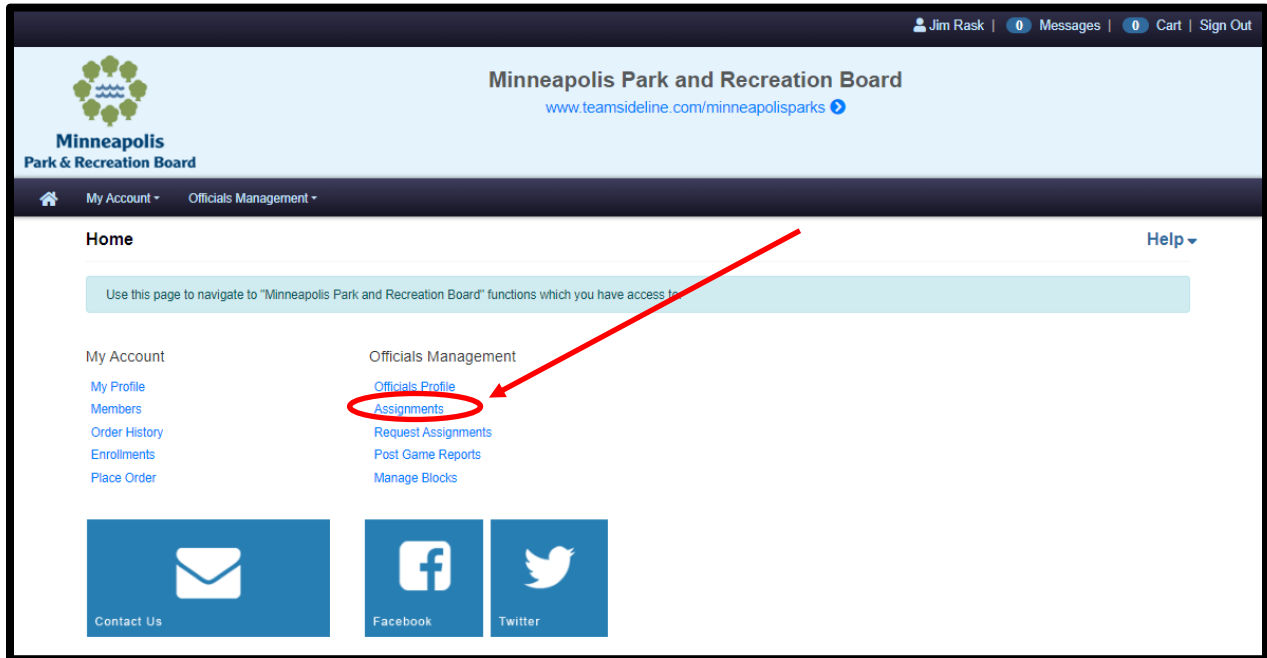 Jim Rask | 0 Messages | 0 Cart | Sign Out
Minneapolis
Park & Recreation Board
Minneapolis Park and Recreation Board
www.teamsideline.com/minneapolisparks
My Account
Officials Management
Home
Help
Use this page to navigate to "Minneapolis Park and Recreation Board" functions which you have access to.
My Account
My Profile
Members
Order History
Enrollments
Place Order
Officials Management
Officials Profile
Assignments
Request Assignments
Post Game Reports
Manage Blocks
Contact Us
Facebook
Twitter